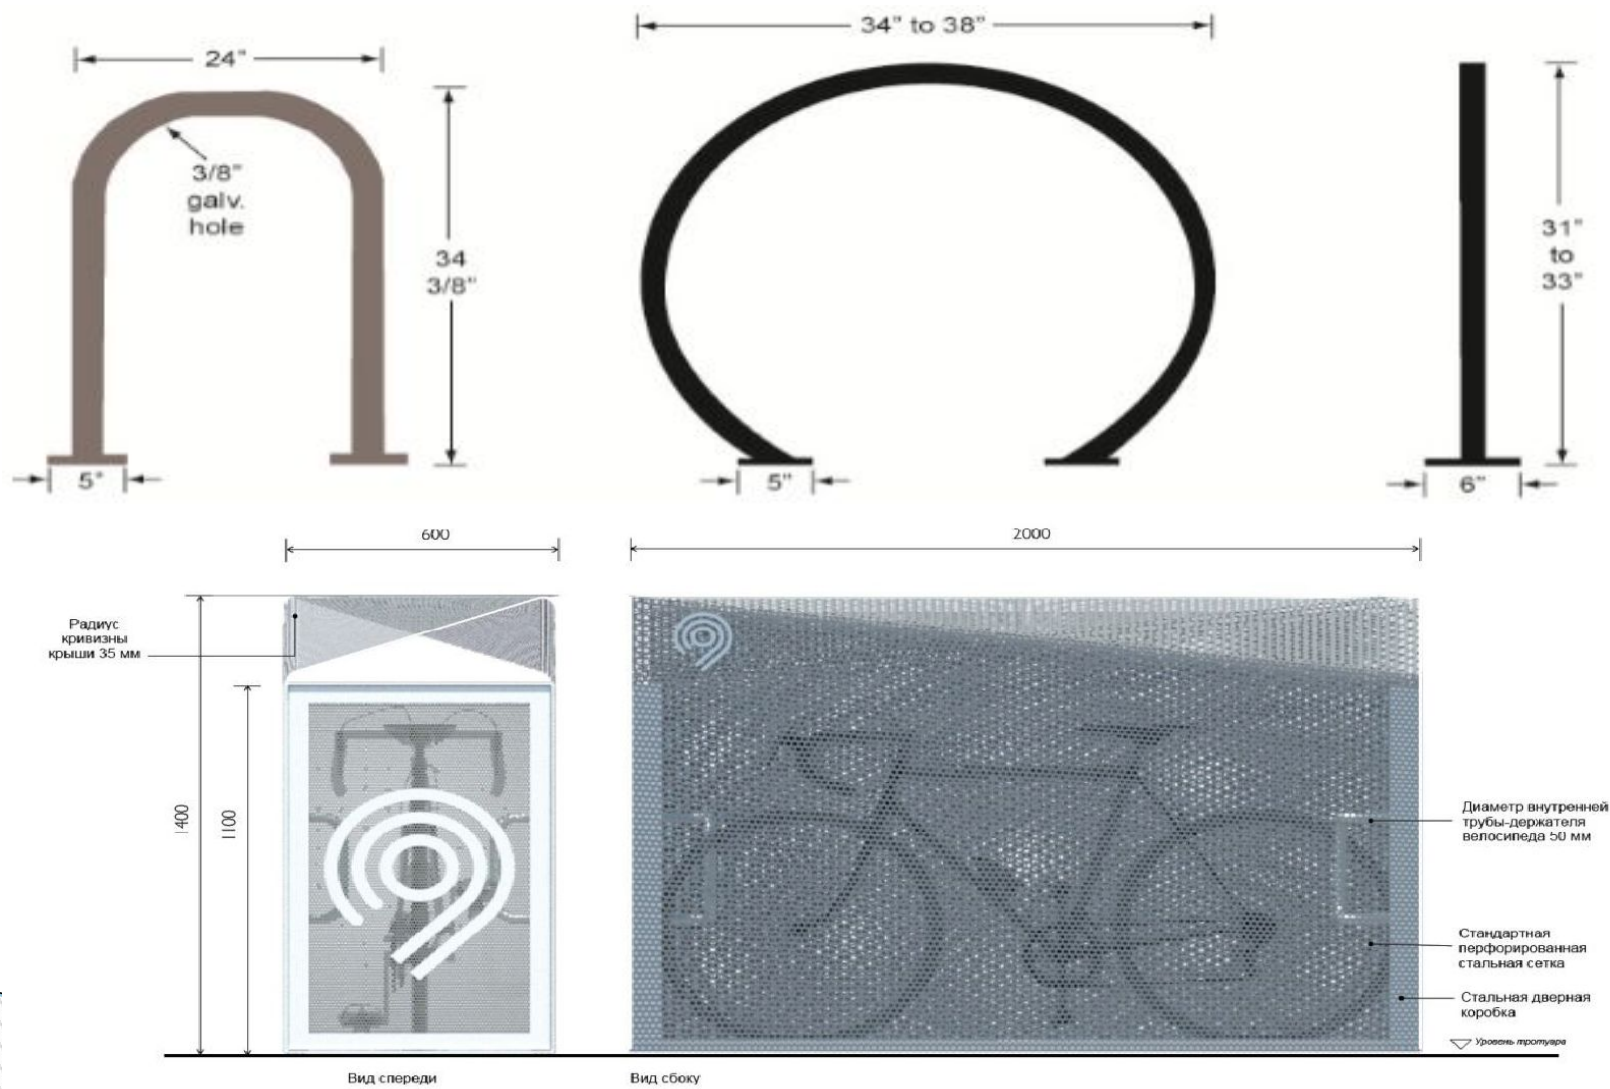 34" to 38"
24"
3/8"
galv.
hole
34
3/8"
31"
to
33"
5"
5"
6"
600
2000
Радиус
кривизны
крыши 35 мм
1400
1100
Диаметр внутренней
трубы-держателя
велосипеда 50 мм
Стандартная
перфорированная
стальная сетка
Стальная дверная
коробка
Уровень тротуара
Вид спереди
Вид сбоку